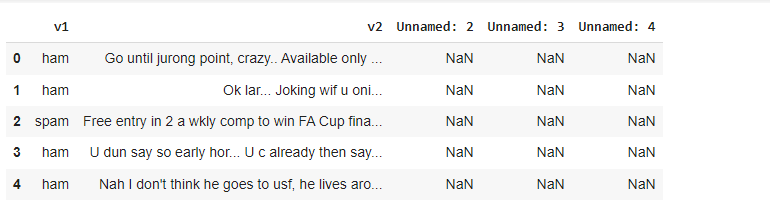 v1 v2 Unnamed: 2 Unnamed: 3 Unnamed: 4
0 ham Go until jurong point, crazy.. Available only ... NaN NaN NaN
1 ham Ok lar... Joking wif u oni... NaN NaN NaN
2 spam Free entry in 2 a wkly comp to win FA Cup fina... NaN NaN NaN
3 ham U dun say so early hor... U c already then say... NaN NaN NaN
4 ham Nah I don't think he goes to usf, he lives aro... NaN NaN NaN